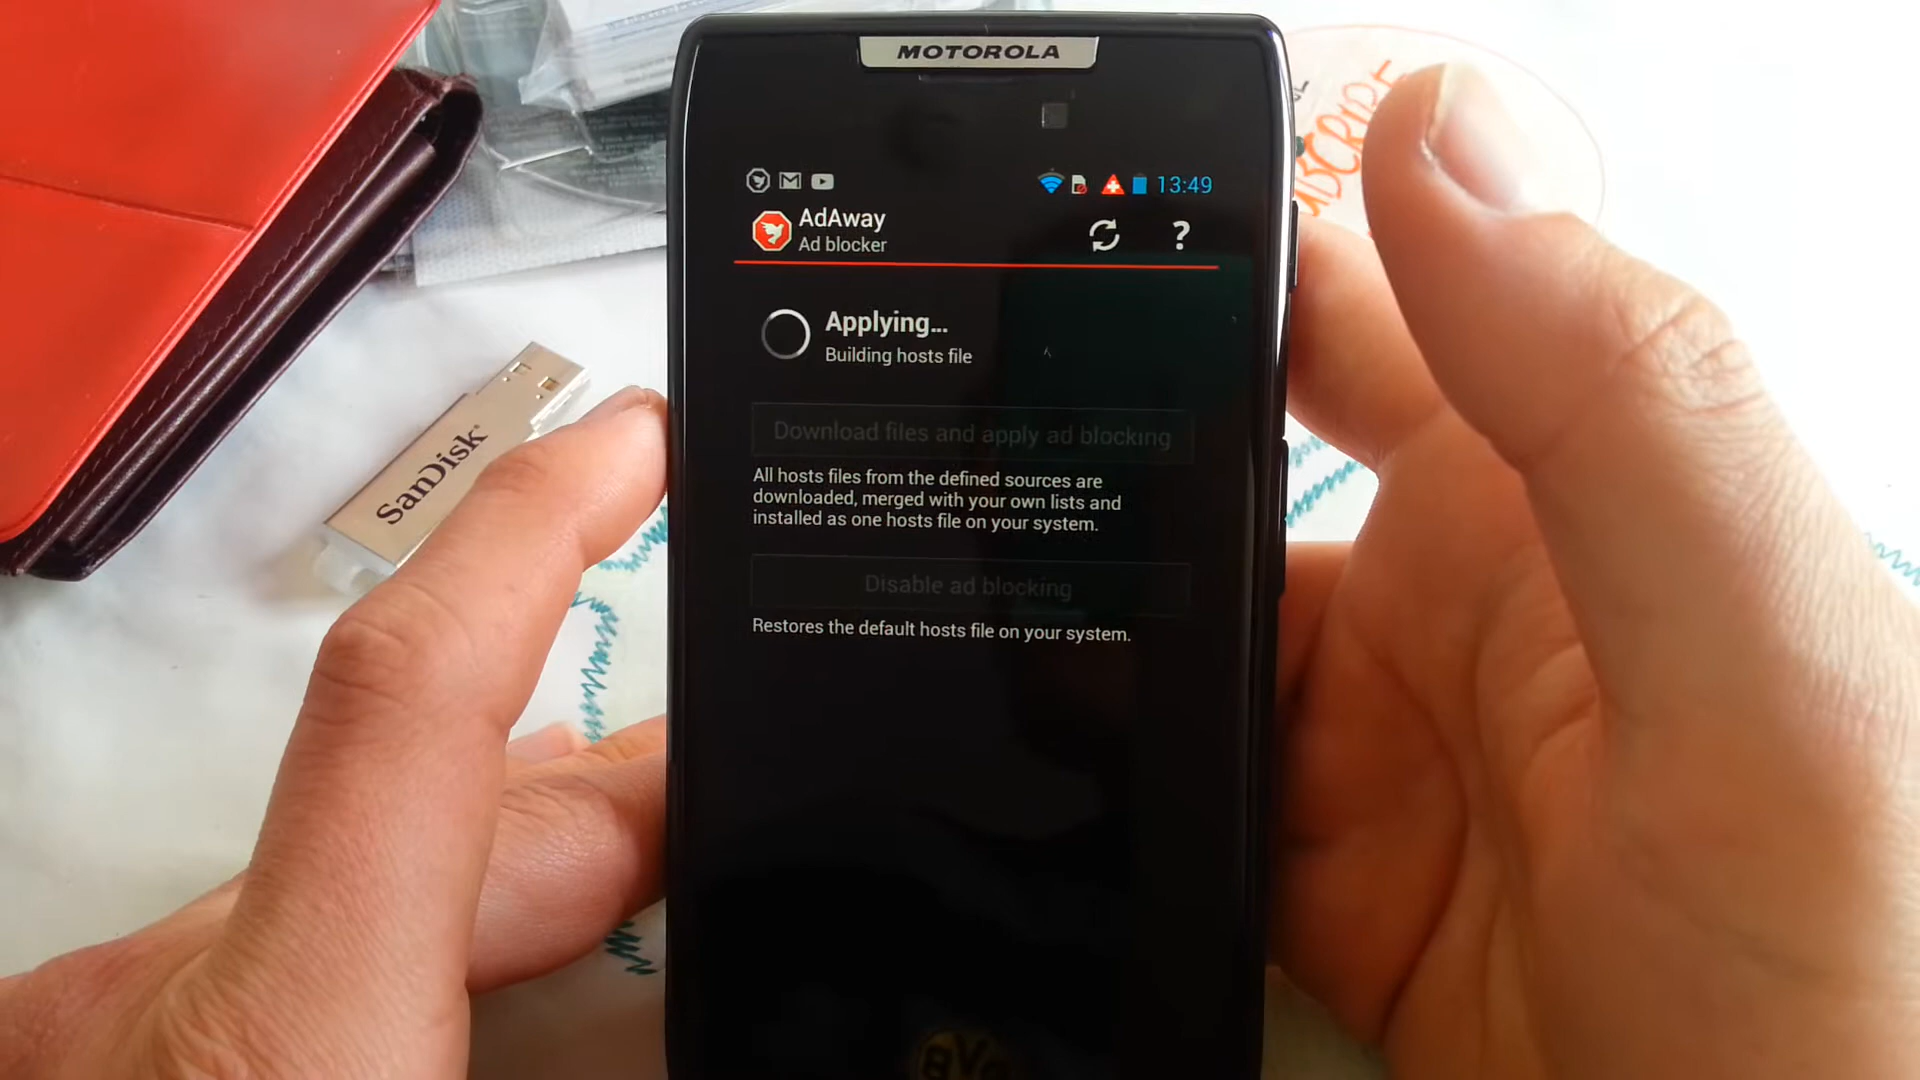 MOTOROLA
13:49
AdAway
Ad blocker
?
Applying...
Building hosts file
Download files and apply ad blocking
All hosts files from the defined sources are
downloaded, merged with your own lists and
installed as one hosts file on your system.
Disable ad blocking
Restores the default hosts file on your system.
SanDisk